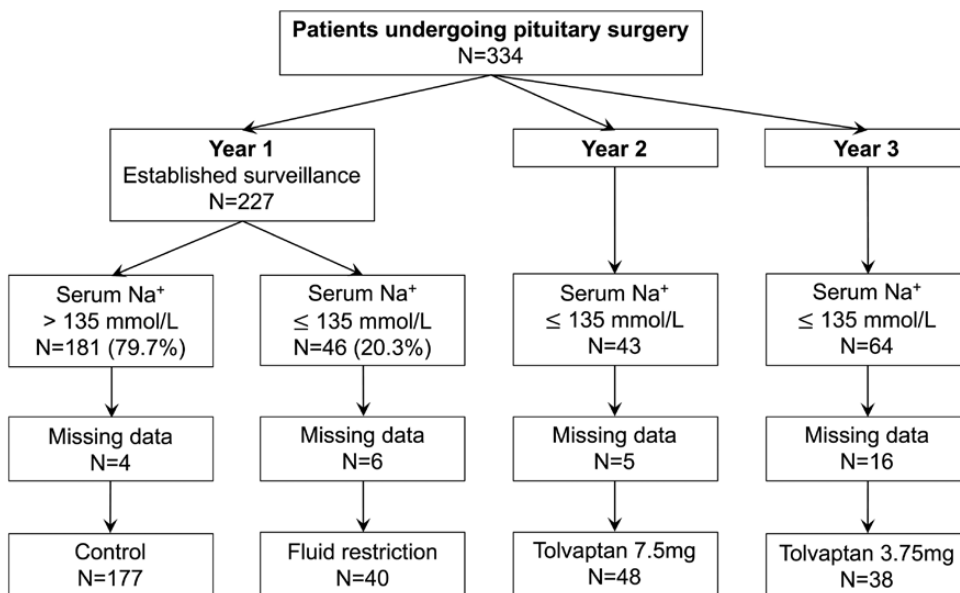 Patients undergoing pituitary surgery
N=334
Year 1
Established surveillance
N=227
Year 2
Year 3
Serum Na⁺
> 135 mmol/L
N=181 (79.7%)
Serum Na⁺
≤ 135 mmol/L
N=46 (20.3%)
Serum Na⁺
≤ 135 mmol/L
N=43
Serum Na⁺
≤ 135 mmol/L
N=64
Missing data
N=4
Missing data
N=6
Missing data
N=5
Missing data
N=16
Control
N=177
Fluid restriction
N=40
Tolvaptan 7.5mg
N=48
Tolvaptan 3.75mg
N=38